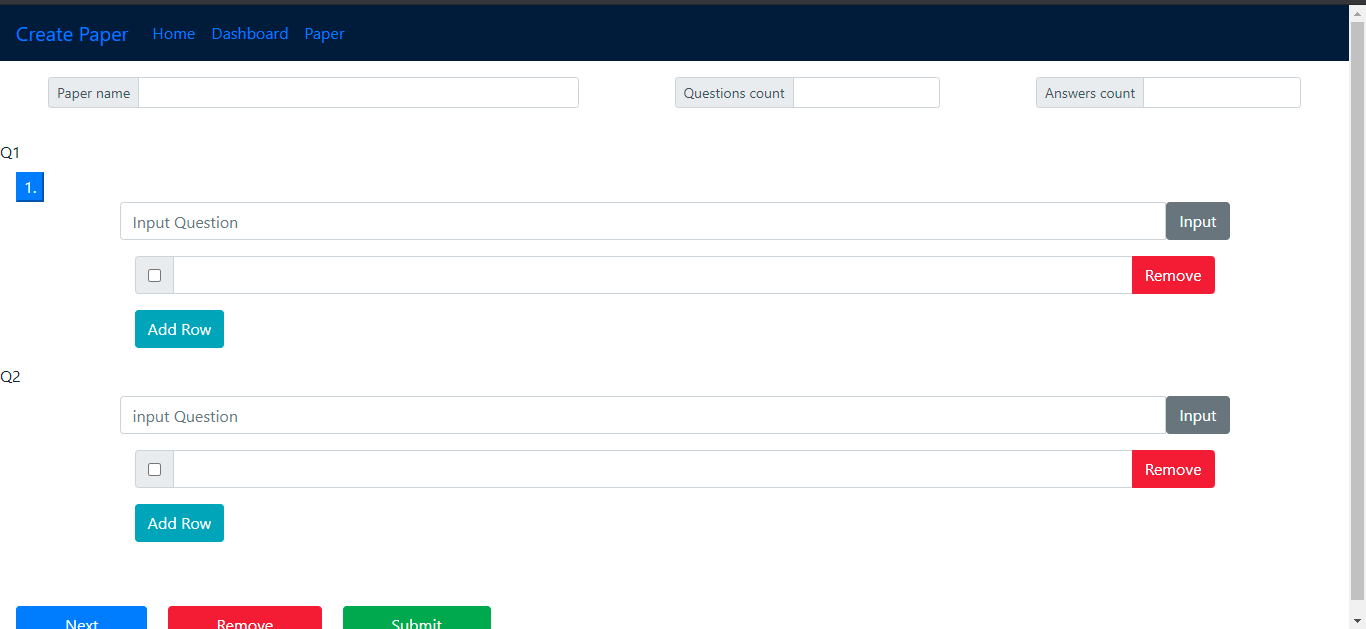 Create Paper Home Dashboard Paper
Paper name Questions count Answers count
Q1
1.
Input Question Input
Remove
Add Row
Q2
input Question Input
Remove
Add Row
Next Remove Submit